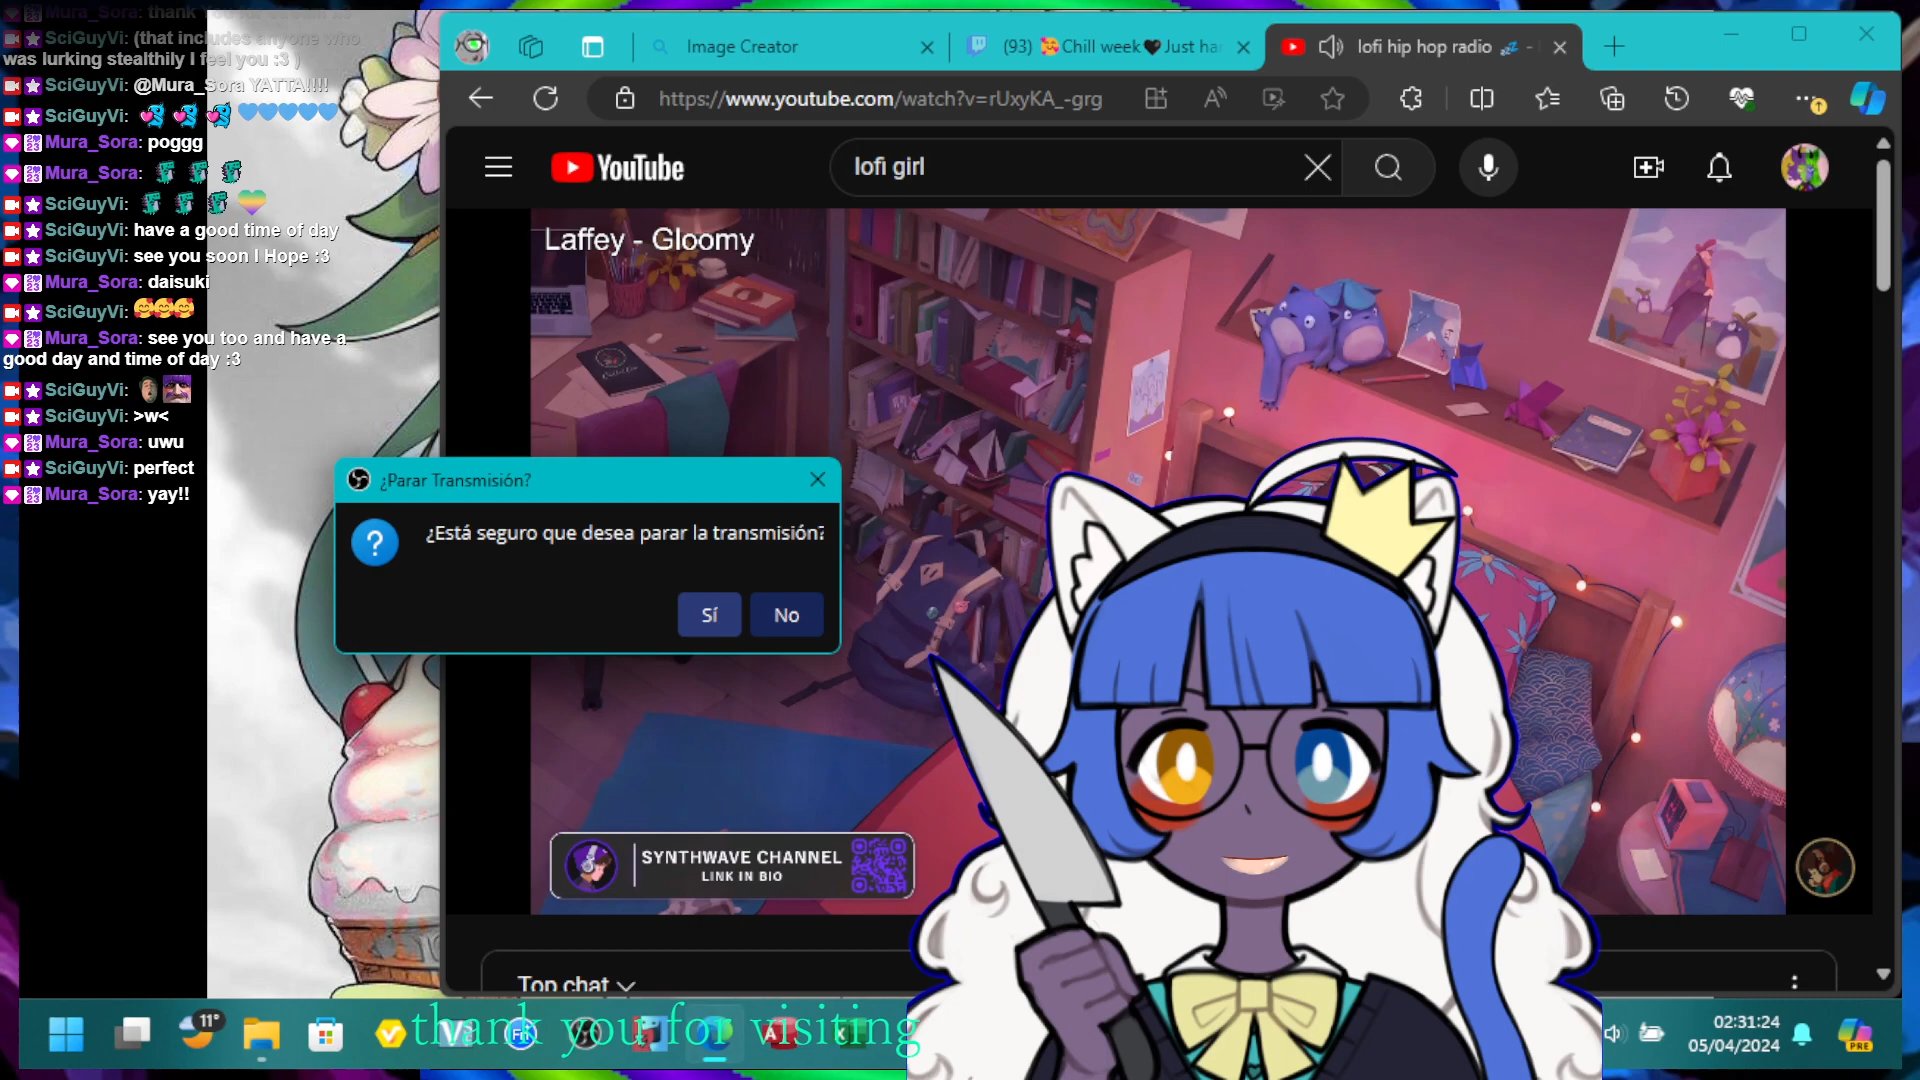 Mura_Sora: thank
SciGuyVi: (that includes anyone who
was lurking stealthily I feel you :3 )
SciGuyVi: @Mura_Sora YATTA!!!!
SciGuyVi:
Mura_Sora: poggg
Mura_Sora:
SciGuyVi:
SciGuyVi: have a good time of day
SciGuyVi: see you soon I Hope :3
Mura_Sora: daisuki
SciGuyVi:
Mura_Sora: see you too and have a
good day and time of day :3
SciGuyVi:
SciGuyVi: >w<
Mura_Sora: uwu
SciGuyVi: perfect
Mura_Sora: yay!!
Image Creator
(93) 🥰Chill week🖤Just ha
lofi hip hop radio 💤 -
https://www.youtube.com/watch?v=rUxyKA_-grg
YouTube
lofi girl
Laffey - Gloomy
¿Parar Transmisión?
¿Está seguro que desea parar la transmisión?
Sí
No
SYNTHWAVE CHANNEL
LINK IN BIO
Top chat
thank you for visiting
11°
02:31:24
05/04/2024
PRE